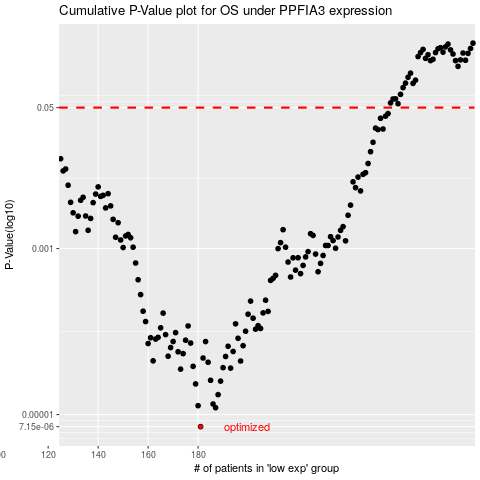 Cumulative P-Value plot for OS under PPFIA3 expression
0.05
0.001
0.00001
7.15e-06
P-Value(log10)
optimized
00 120 140 160 180
# of patients in 'low exp' group